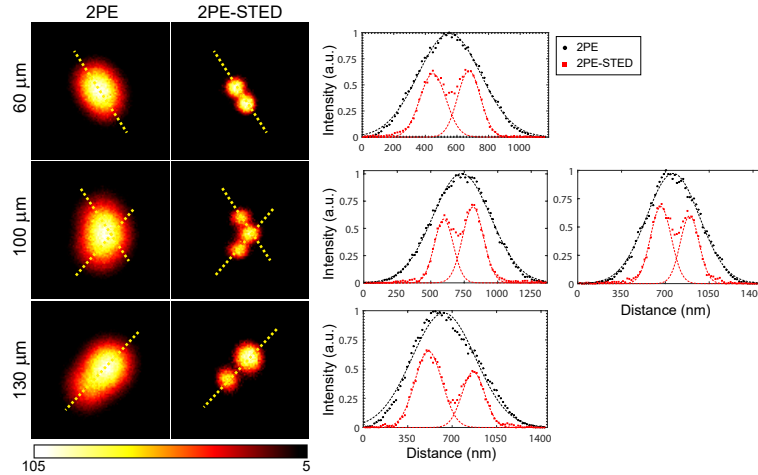 2PE 2PE-STED
60 µm
100 µm
130 µm
105 5
Intensity (a.u.)
1
0.75
0.5
0.25
0
0 200 400 600 800 1000
2PE
2PE-STED
Intensity (a.u.)
1
0.75
0.5
0.25
0
0 250 500 750 1000 1250
1
0.75
0.5
0.25
0
0 350 700 1050 1400
Distance (nm)
Intensity (a.u.)
1
0.75
0.5
0.25
0
0 350 700 1050 1400
Distance (nm)